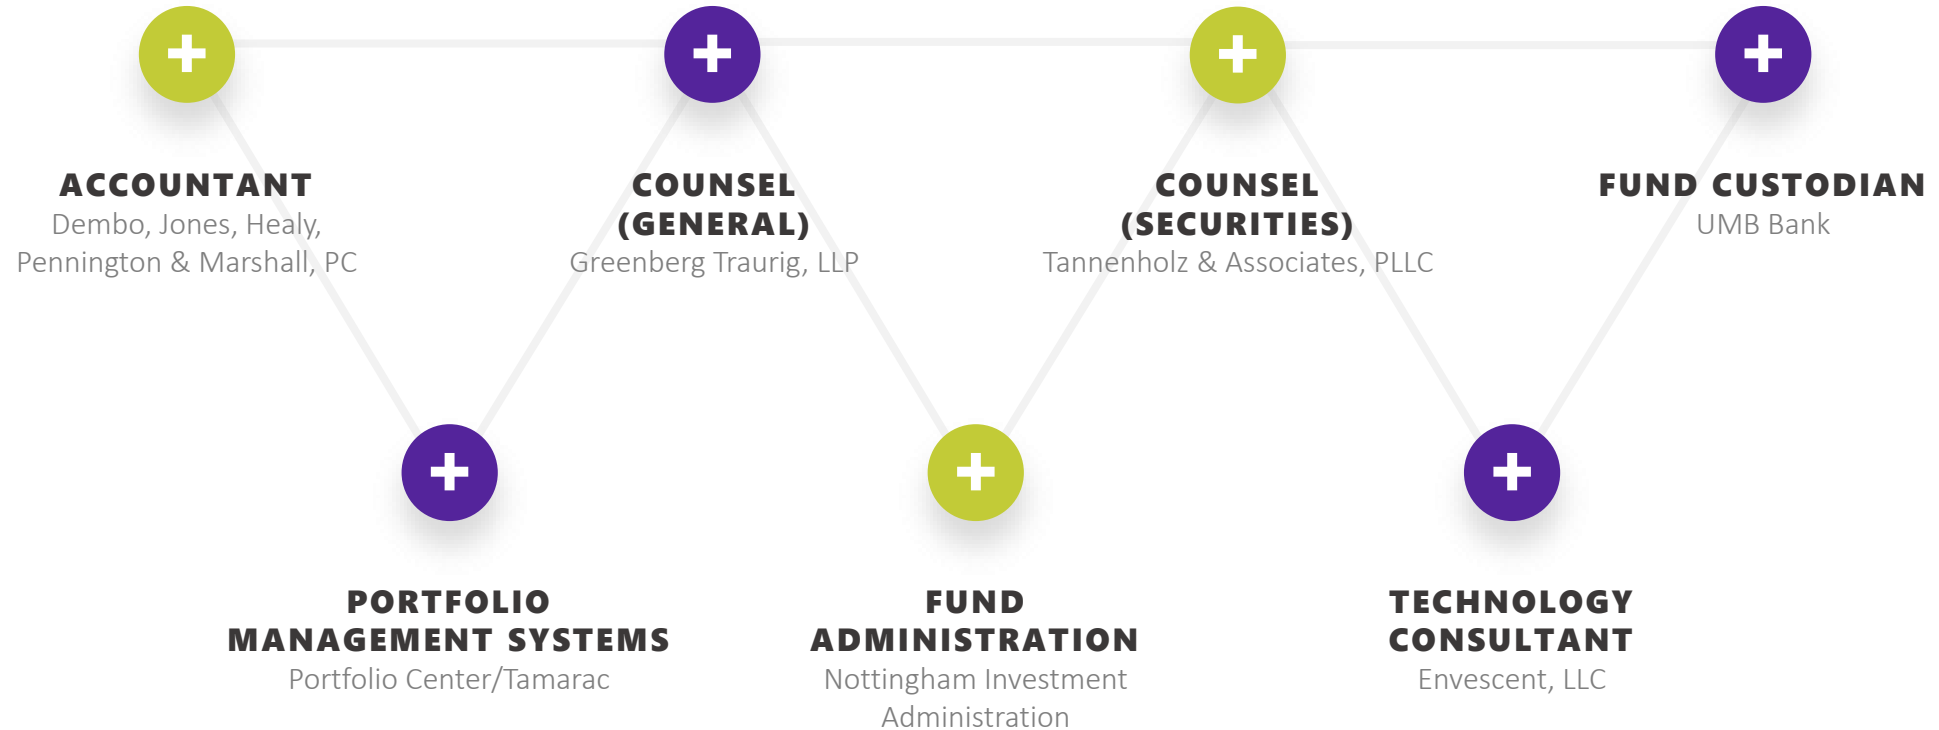 ACCOUNTANT
Dembo, Jones, Healy,
Pennington & Marshall, PC
COUNSEL
(GENERAL)
Greenberg Traurig, LLP
COUNSEL
(SECURITIES)
Tannenholz & Associates, PLLC
FUND CUSTODIAN
UMB Bank
PORTFOLIO
MANAGEMENT SYSTEMS
Portfolio Center/Tamarac
FUND
ADMINISTRATION
Nottingham Investment
Administration
TECHNOLOGY
CONSULTANT
Envescent, LLC